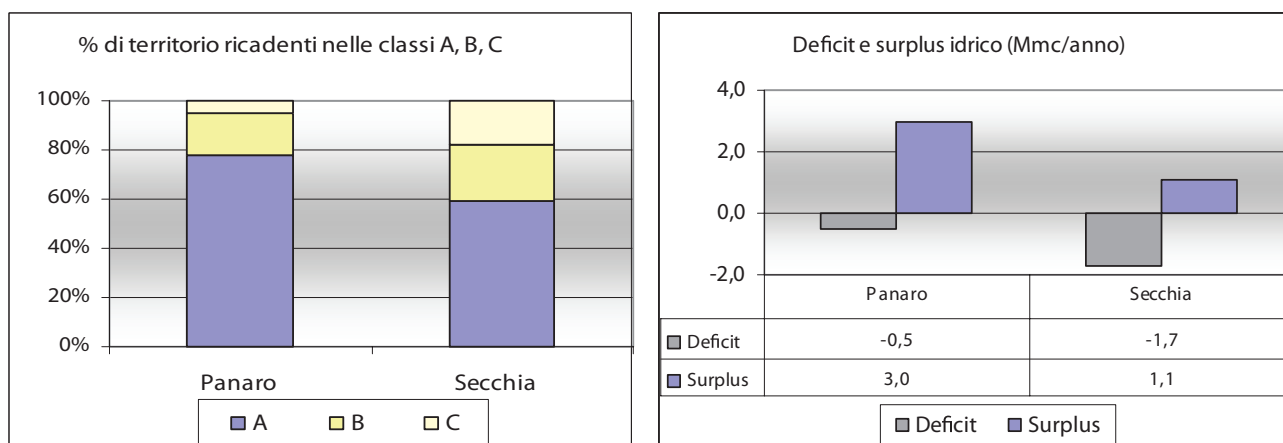 % di territorio ricadenti nelle classi A, B, C
100%
80%
60%
40%
20%
0%
Panaro Secchia
A B C
Deficit e surplus idrico (Mmc/anno)
4,0
2,0
0,0
-2,0
Panaro Secchia
Deficit -0,5 -1,7
Surplus 3,0 1,1
Deficit Surplus